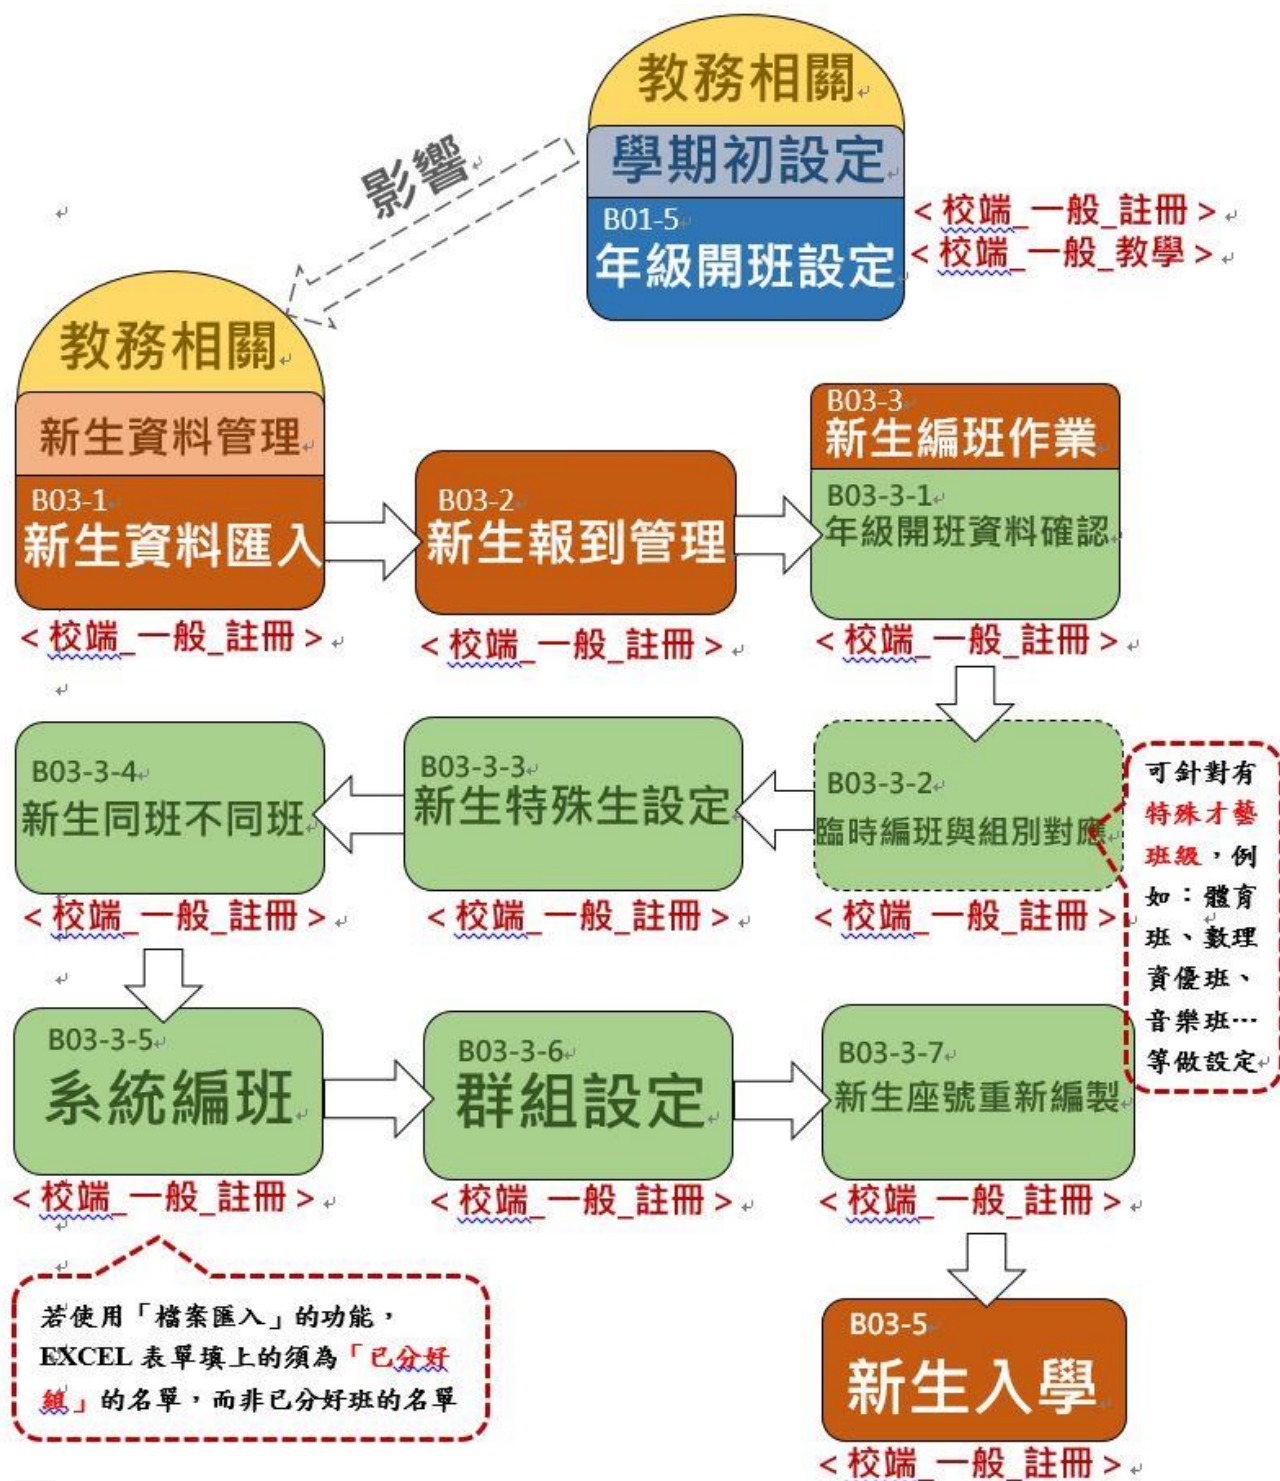 教務相關
學期初設定
B01-5
年級開班設定
<校端_一般_註冊>
<校端_一般_教學>
影響
教務相關
新生資料管理
B03-1
新生資料匯入
<校端_一般_註冊>
B03-2
新生報到管理
<校端_一般_註冊>
B03-3
新生編班作業
B03-3-1
年級開班資料確認
<校端_一般_註冊>
B03-3-2
臨時編班與組別對應
<校端_一般_註冊>
可針對有
特殊才藝
班級，例
如：體育
班、數理
資優班、
音樂班…
等做設定
B03-3-3
新生特殊生設定
<校端_一般_註冊>
B03-3-4
新生同班不同班
<校端_一般_註冊>
B03-3-5
系統編班
<校端_一般_註冊>
若使用「檔案匯入」的功能，
EXCEL 表單填上的須為「已分好
組」的名單，而非已分好班的名單
B03-3-6
群組設定
<校端_一般_註冊>
B03-3-7
新生座號重新編製
<校端_一般_註冊>
B03-5
新生入學
<校端_一般_註冊>